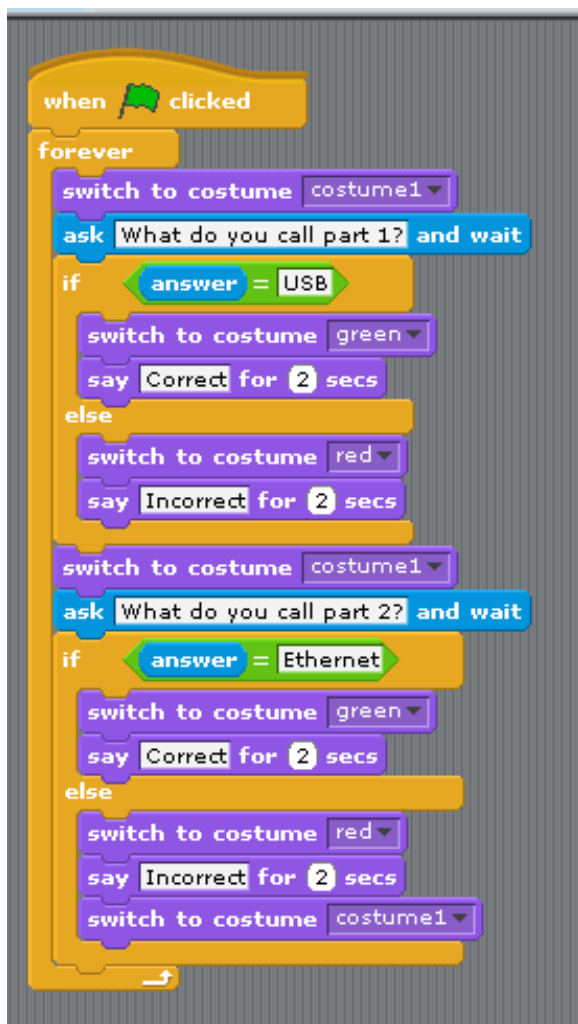 when clicked
forever
switch to costume costume1
ask What do you call part 1? and wait
if answer = USB
switch to costume green
say Correct for 2 secs
else
switch to costume red
say Incorrect for 2 secs
switch to costume costume1
ask What do you call part 2? and wait
if answer = Ethernet
switch to costume green
say Correct for 2 secs
else
switch to costume red
say Incorrect for 2 secs
switch to costume costume1